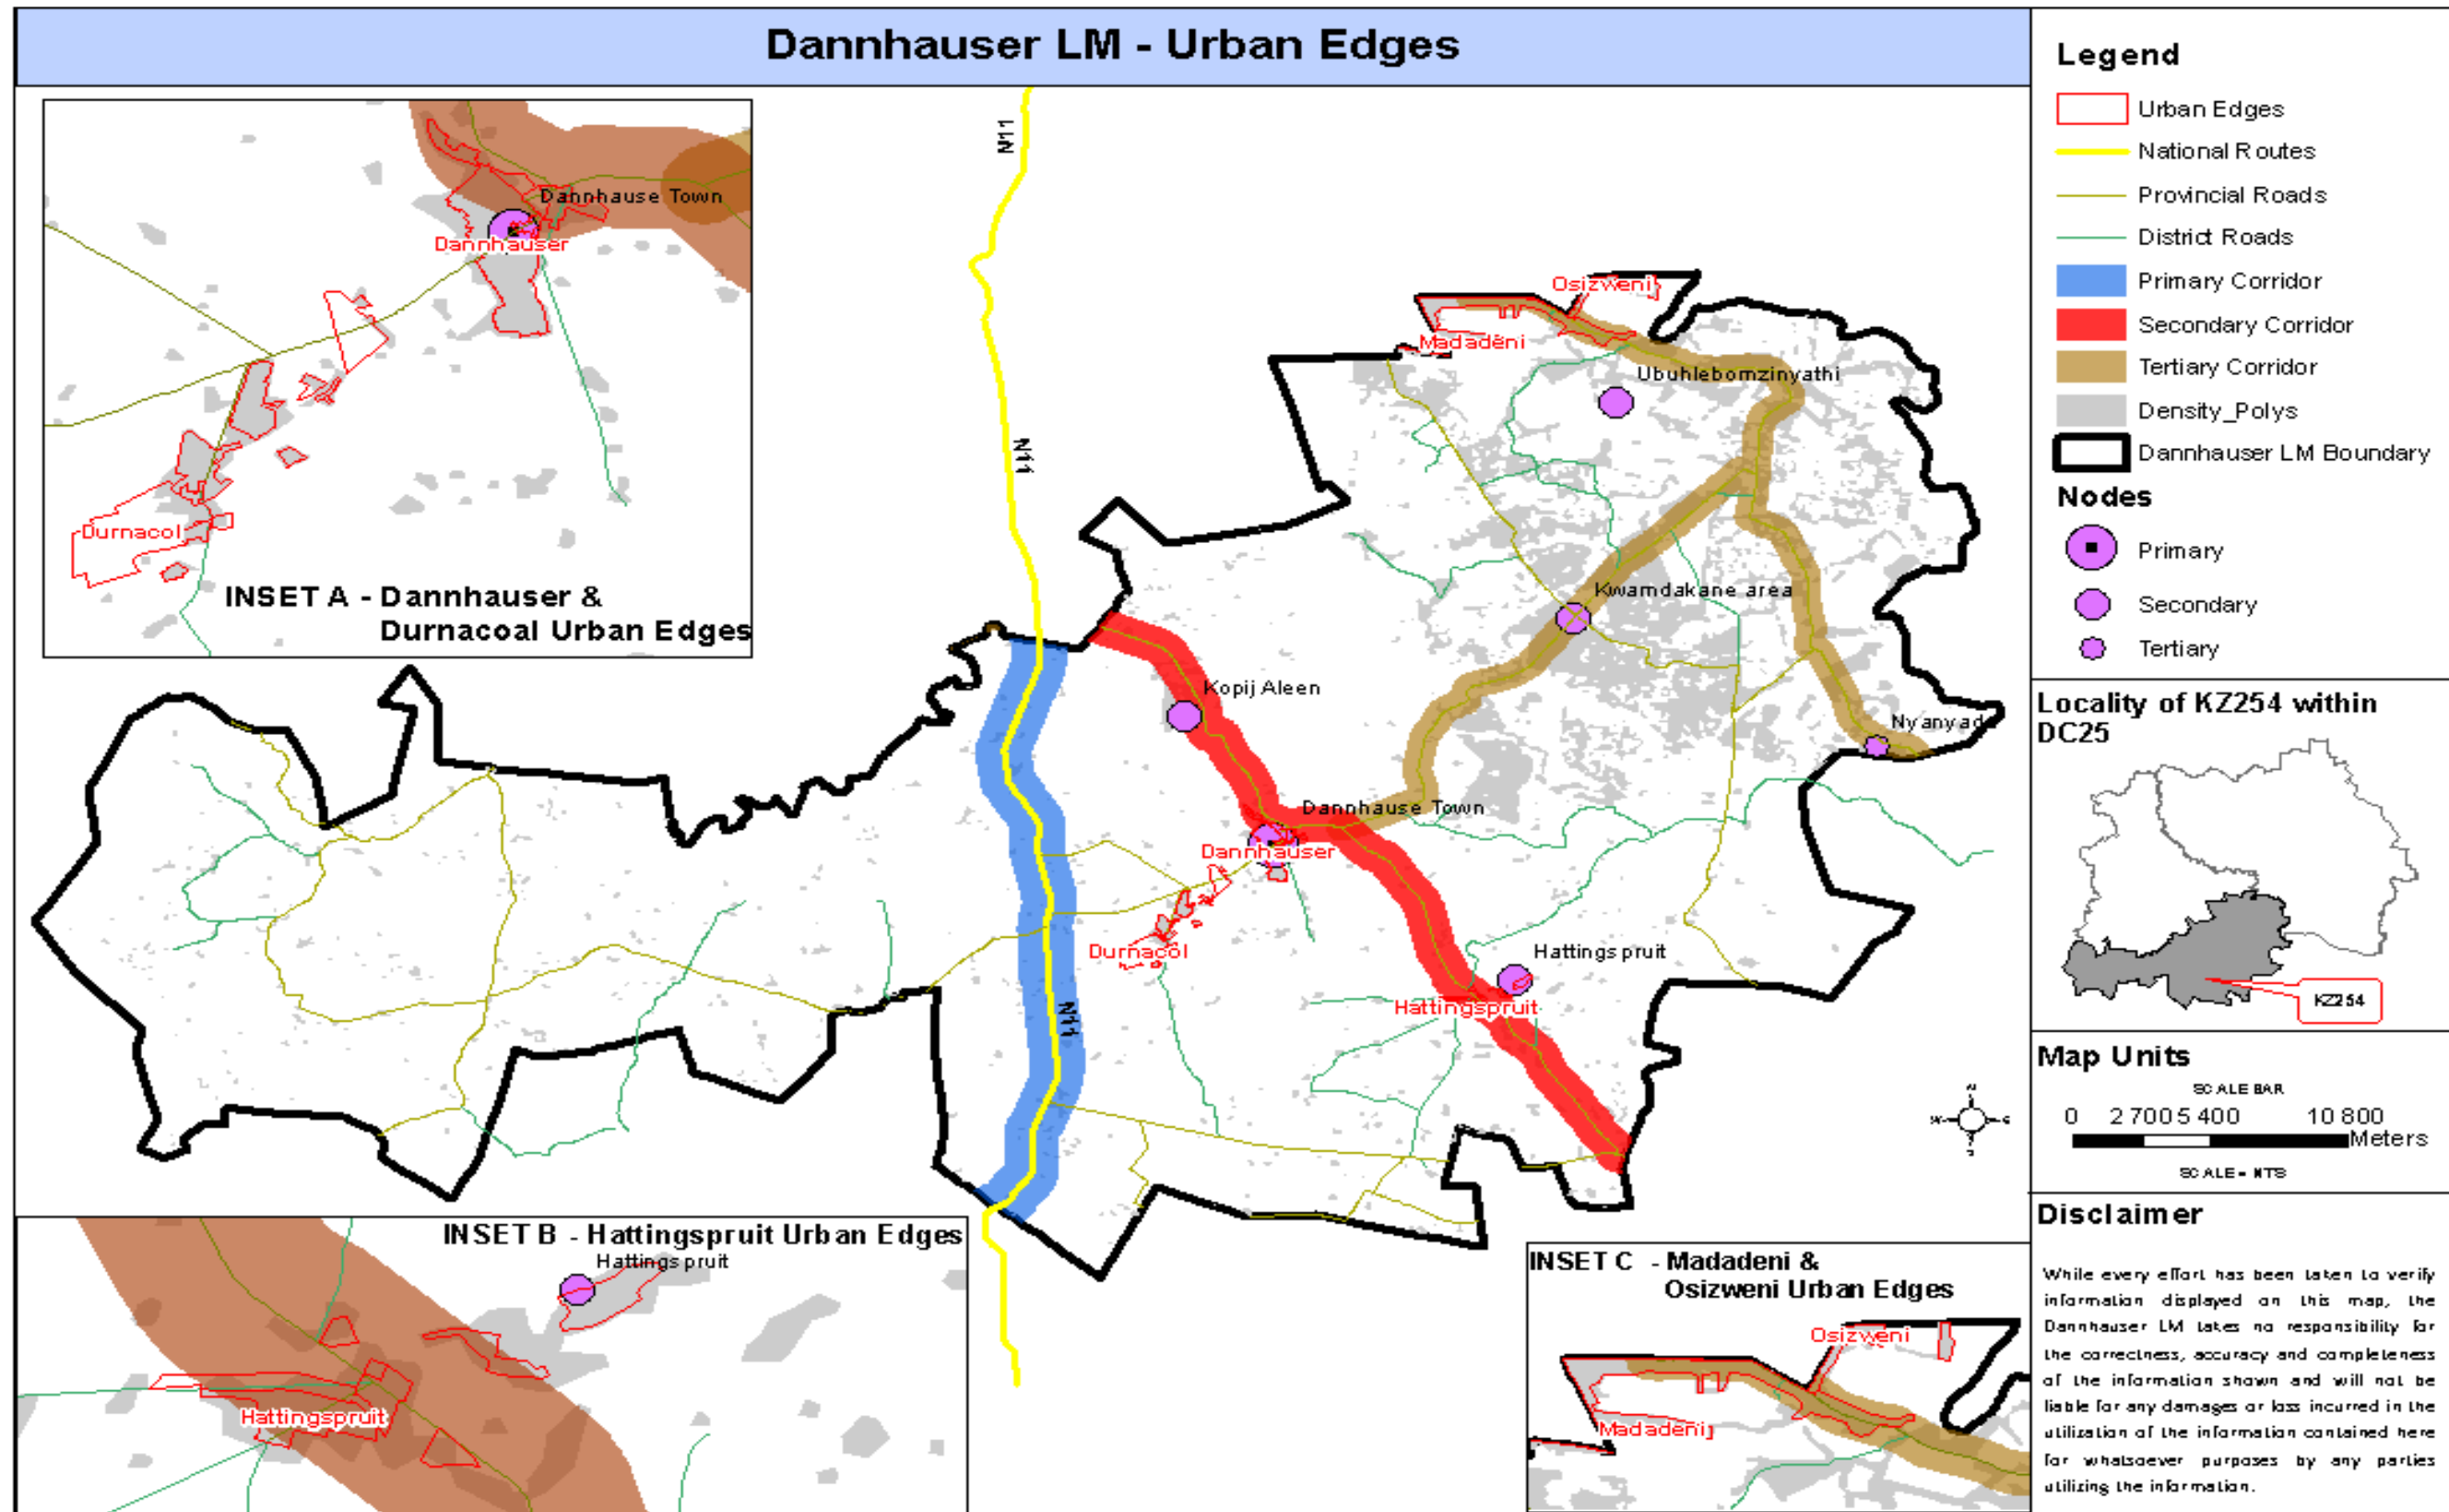 Dannhauser LM - Urban Edges
Dannhause Town
Dannhauser
Durnacol
INSET A - Dannhauser &
Durnacoal Urban Edges
N11
N11
N11
Osizweni
Madadeni
Ubuhlebomzinyathi
Kwamdakane area
Kopij Aleen
Nyanyad
Dannhause Town
Dannhauser
Durnacol
Hattingspruit
Hattingspruit
N
W
S
INSET B - Hattingspruit Urban Edges
Hattingspruit
Hattingspruit
INSET C - Madadeni &
Osizweni Urban Edges
Osizweni
Madadeni
Legend
Urban Edges
National Routes
Provincial Roads
District Roads
Primary Corridor
Secondary Corridor
Tertiary Corridor
Density_Polys
Dannhauser LM Boundary
Nodes
Primary
Secondary
Tertiary
Locality of KZ254 within
DC25
KZ254
Map Units
SCALE BAR
0 2 700 5 400 10 800
Meters
SCALE = NTS
Disclaimer
While every effort has been taken to verify
information displayed on this map, the
Dannhauser LM takes no responsibility for
the correctness, accuracy and completeness
of the information shown and will not be
liable for any damages or loss incurred in the
utilization of the information contained here
for whatsoever purposes by any parties
utilizing the information.